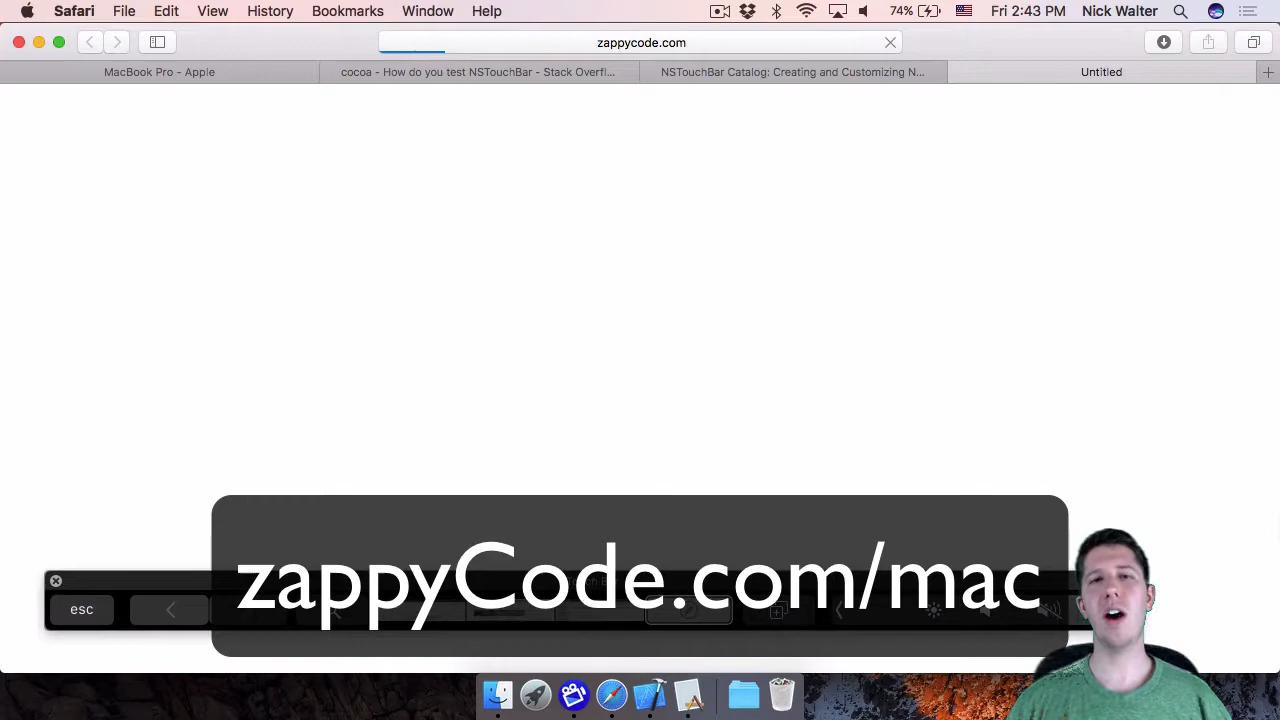 Safari File Edit View History Bookmarks Window Help 74% Fri 2:43 PM Nick Walter
zappycode.com
MacBook Pro - Apple cocoa - How do you test NSTouchBar - Stack Overfl... NSTouchBar Catalog: Creating and Customizing N... Untitled
zappyCode.com/mac
esc